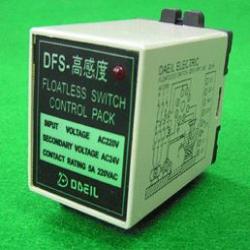 DFS-高感度
FLOATLESS SWITCH
CONTROL PACK
INPUT VOLTAGE AC220V
SECONDARY VOLTAGE AC24V
CONTACT RATING 5A 220VAC
DAEIL
DAEIL ELECTRIC